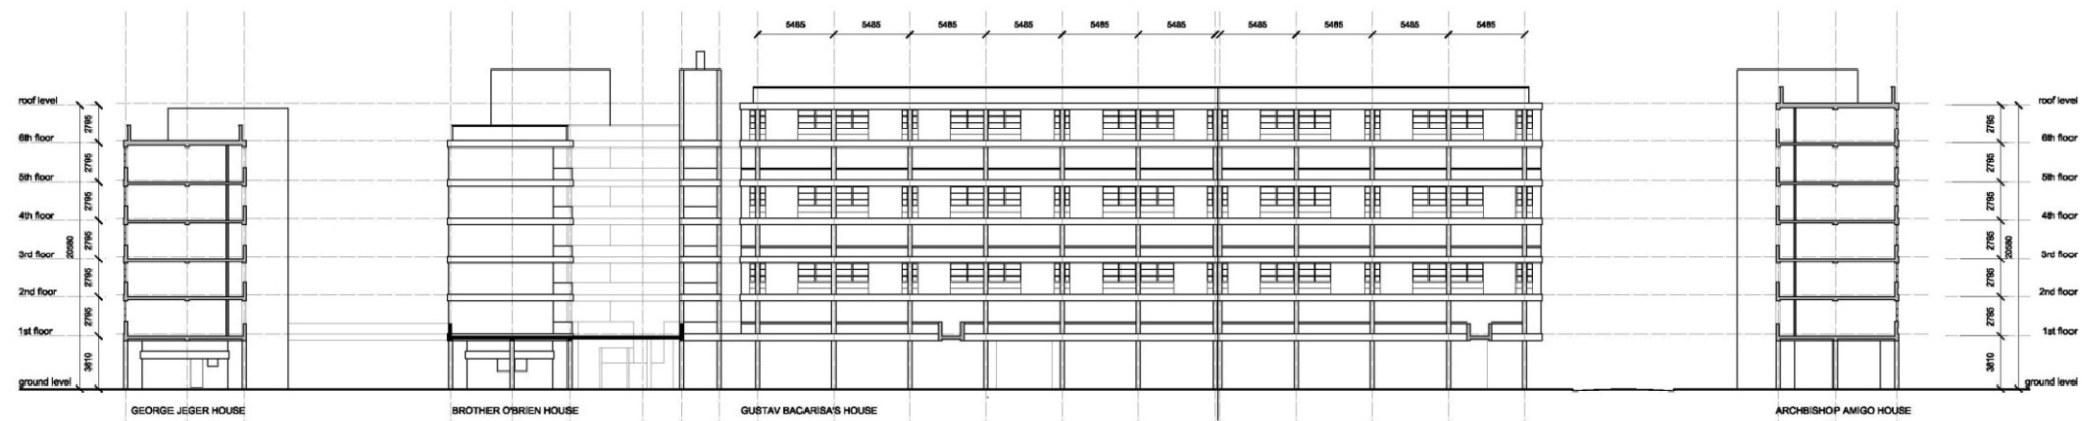 5485 5485 5485 5485 5485 5485 5485 5485 5485 5485
roof level
2795
6th floor
2795
5th floor
2795
4th floor
20580
2795
3rd floor
2795
2nd floor
2795
1st floor
3810
ground level
roof level
2795
6th floor
2795
5th floor
2795
4th floor
2795
20580
3rd floor
2795
2nd floor
2795
1st floor
3810
ground level
GEORGE JEGER HOUSE
BROTHER O'BRIEN HOUSE
GUSTAV BACARISA'S HOUSE
ARCHBISHOP AMIGO HOUSE